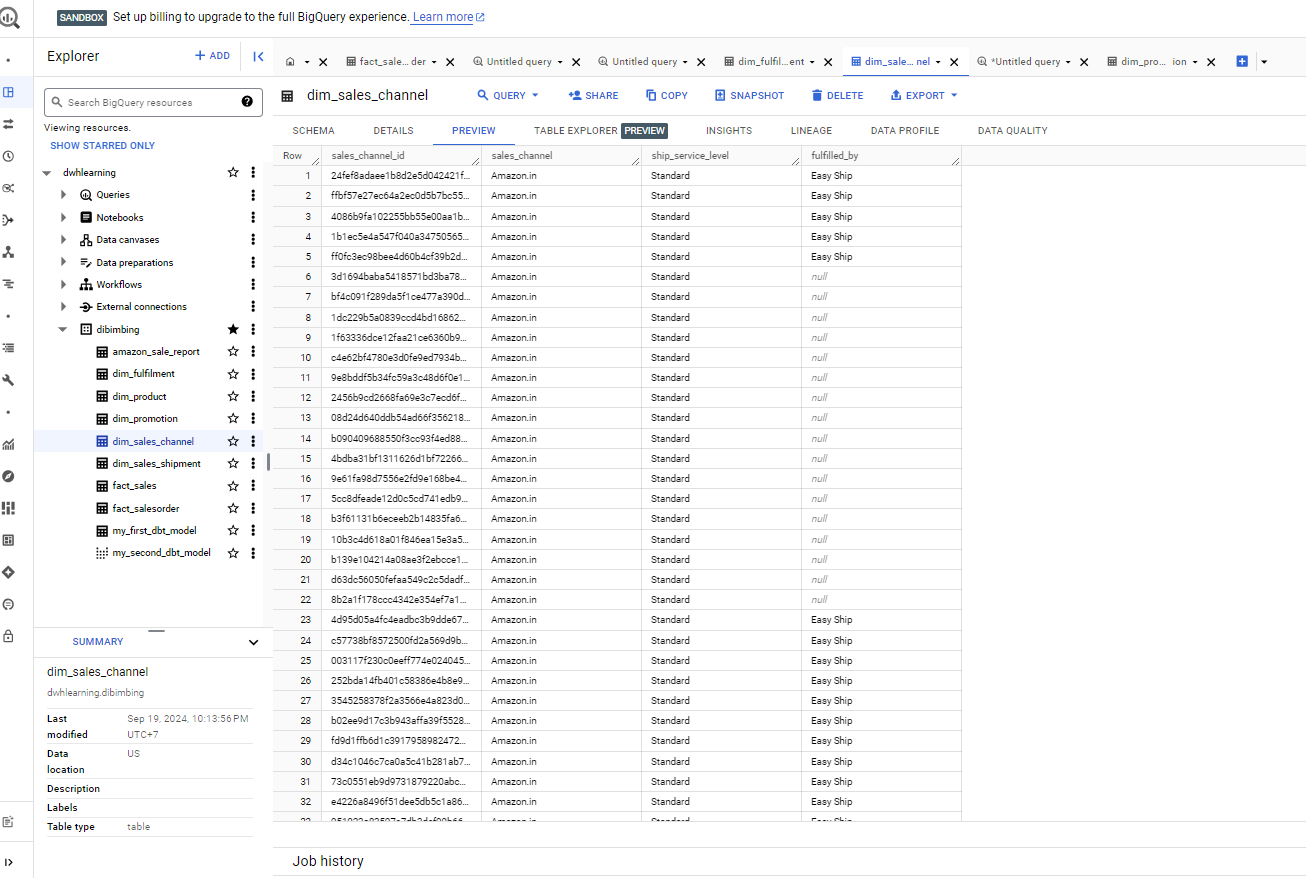 SANDBOX Set up billing to upgrade to the full BigQuery experience. Learn more
Explorer
+ ADD
fact_sale... der
Untitled query
Untitled query
dim_fulfil...ent
dim_sale... nel
*Untitled query
dim_pro... ion
Search BigQuery resources
Viewing resources.
SHOW STARRED ONLY
dwhlearning
Queries
Notebooks
Data canvases
Data preparations
Workflows
External connections
dibimbing
amazon_sale_report
dim_fulfilment
dim_product
dim_promotion
dim_sales_channel
dim_sales_shipment
fact_sales
fact_salesorder
my_first_dbt_model
my_second_dbt_model
SUMMARY
dim_sales_channel
dwhlearning.dibimbing
Last modified Sep 19, 2024, 10:13:56 PM UTC+7
Data location US
Description
Labels
Table type table
dim_sales_channel
QUERY
SHARE
COPY
SNAPSHOT
DELETE
EXPORT
SCHEMA DETAILS PREVIEW TABLE EXPLORER PREVIEW INSIGHTS LINEAGE DATA PROFILE DATA QUALITY
Row sales_channel_id sales_channel ship_service_level fulfilled_by
1 24fef8adaee1b8d2e5d042421f... Amazon.in Standard Easy Ship
2 ffbf57e27ec64a2ec0d5b7bc55... Amazon.in Standard Easy Ship
3 4086b9fa102255bb55e00aa1b... Amazon.in Standard Easy Ship
4 1b1ec5e4a547f040a34750565... Amazon.in Standard Easy Ship
5 ff0fc3ec98bee4d60b4cf39b2d... Amazon.in Standard Easy Ship
6 3d1694baba5418571bd3ba78... Amazon.in Standard null
7 bf4c091f289da5f1ce477a390d... Amazon.in Standard null
8 1dc229b5a0839ccd4bd16862... Amazon.in Standard null
9 1f63336dce12faa21ce6360b9... Amazon.in Standard null
10 c4e62bf4780e3d0fe9ed7934b... Amazon.in Standard null
11 9e8bddf5b34fc59a3c48d6f0e1... Amazon.in Standard null
12 2456b9cd2668fa69e3c7ecd6f... Amazon.in Standard null
13 08d24d640ddb54ad66f356218... Amazon.in Standard null
14 b090409688550f3cc93f4ed88... Amazon.in Standard null
15 4bdba31bf1311626d1bf72266... Amazon.in Standard null
16 9e61fa98d7556e2fd9e168be4... Amazon.in Standard null
17 5cc8dfeade12d0c5cd741edb9... Amazon.in Standard null
18 b3f61131b6eceeb2b14835fa6... Amazon.in Standard null
19 10b3c4d618a01f846ea15e3a5... Amazon.in Standard null
20 b139e104214a08ae3f2ebcce1... Amazon.in Standard null
21 d63dc56050fefaa549c2c5dadf... Amazon.in Standard null
22 8b2a1f178ccc4342e354ef7a1... Amazon.in Standard null
23 4d95d05a4fc4eadbc3b9dde67... Amazon.in Standard Easy Ship
24 c57738bf8572500fd2a569d9b... Amazon.in Standard Easy Ship
25 003117f230c0eeff774e024045... Amazon.in Standard Easy Ship
26 252bda14fb401c58386e4b8e9... Amazon.in Standard Easy Ship
27 3545258378f2a3566e4a823d0... Amazon.in Standard Easy Ship
28 b02ee9d17c3b943affa39f5528... Amazon.in Standard Easy Ship
29 fd9d1ffb6d1c3917958982472... Amazon.in Standard Easy Ship
30 d34c1046c7ca0a5c41b281ab7... Amazon.in Standard Easy Ship
31 73c0551eb9d9731879220abc... Amazon.in Standard Easy Ship
32 e4226a8496f51dee5db5c1a86... Amazon.in Standard Easy Ship
Amazon.in Standard Easy Ship
Job history